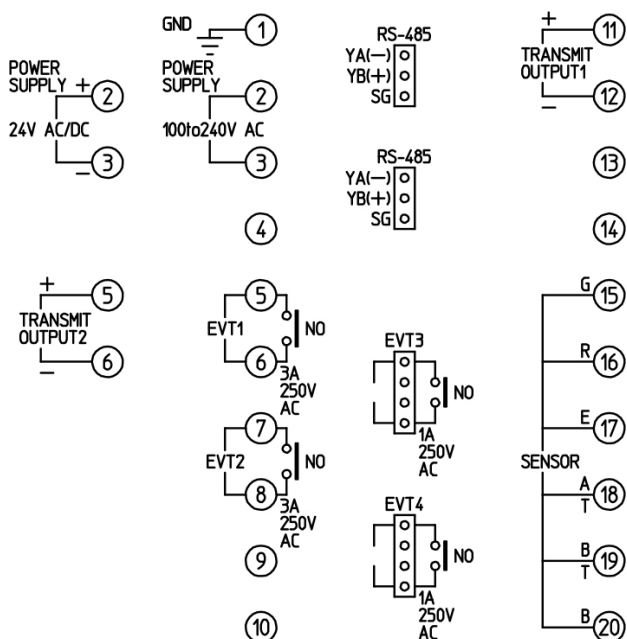 GND
1
POWER
SUPPLY
+
2
24V AC/DC
−
3
POWER
SUPPLY
2
100to240V AC
3
4
RS-485
YA(−)
YB(+)
SG
RS-485
YA(−)
YB(+)
SG
+
11
TRANSMIT
OUTPUT1
−
12
13
14
+
5
TRANSMIT
OUTPUT2
−
6
5
EVT1
NO
6
3A
250V
AC
7
EVT2
NO
8
3A
250V
AC
9
10
EVT3
NO
1A
250V
AC
EVT4
NO
1A
250V
AC
G
15
R
16
E
17
SENSOR
A
T
18
B
T
19
B
20